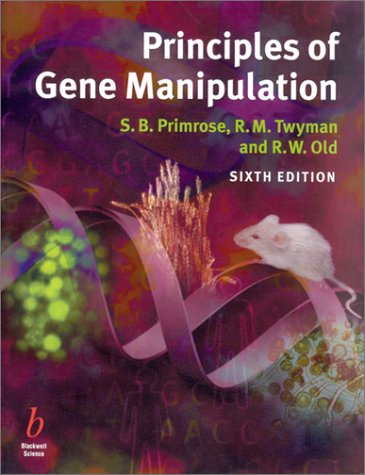 Principles of
Gene Manipulation
S. B. Primrose, R. M. Twyman
and R. W. Old
SIXTH EDITION
b
Blackwell
Science